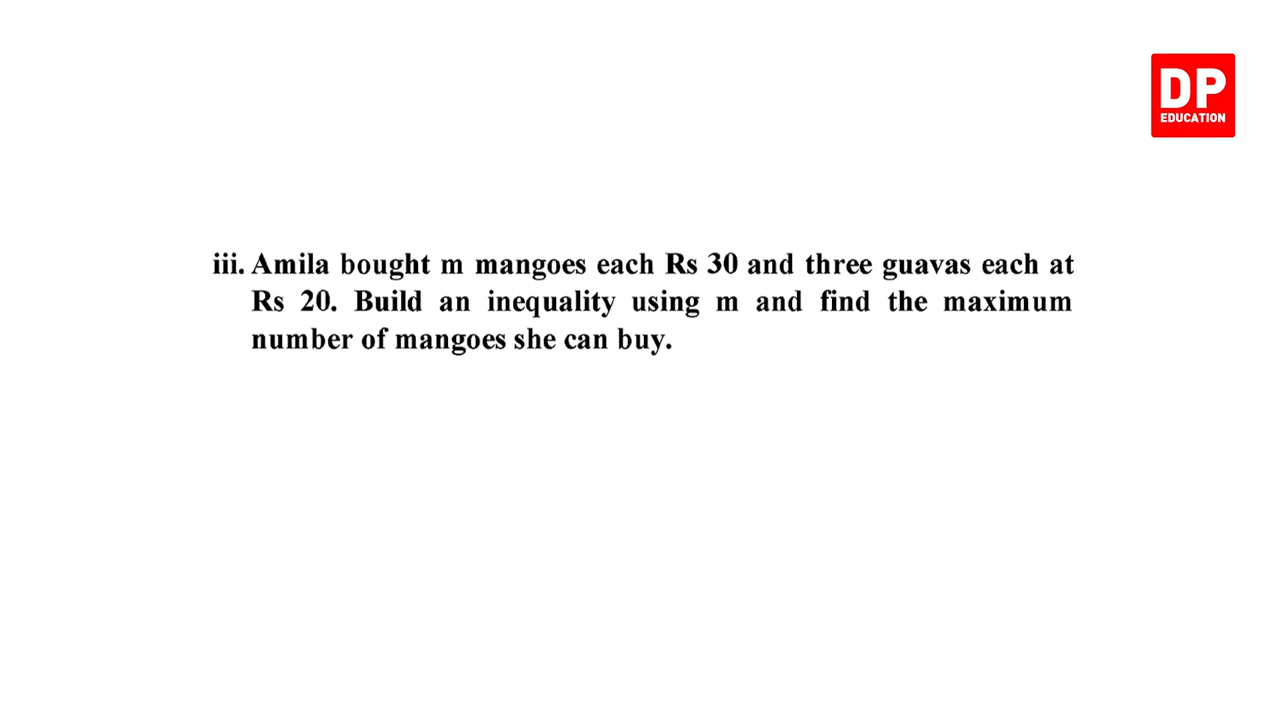 DP
EDUCATION
iii. Amila bought m mangoes each Rs 30 and three guavas each at
Rs 20. Build an inequality using m and find the maximum
number of mangoes she can buy.